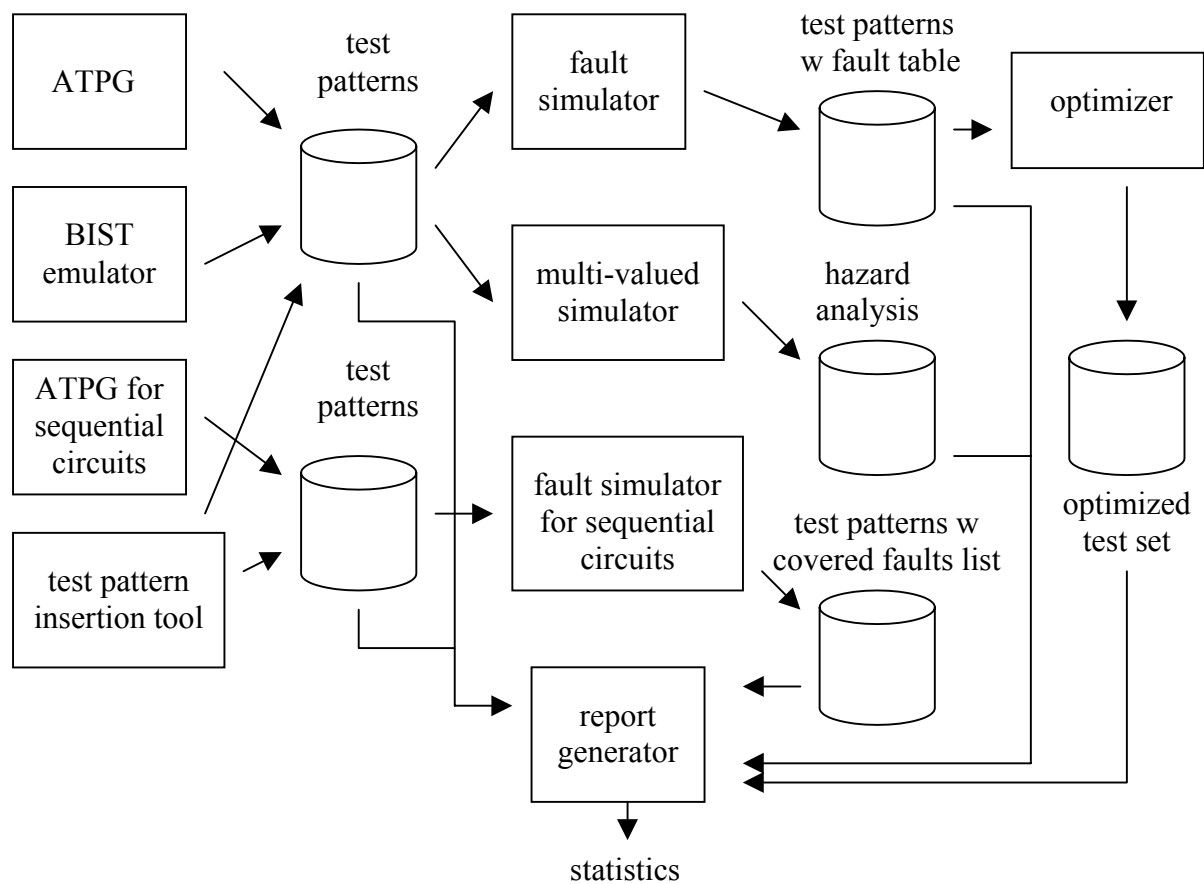 ATPG
test
patterns
fault
simulator
test patterns
w fault table
optimizer
BIST
emulator
multi-valued
simulator
hazard
analysis
ATPG for
sequential
circuits
test
patterns
fault simulator
for sequential
circuits
test patterns w
covered faults list
optimized
test set
test pattern
insertion tool
report
generator
statistics